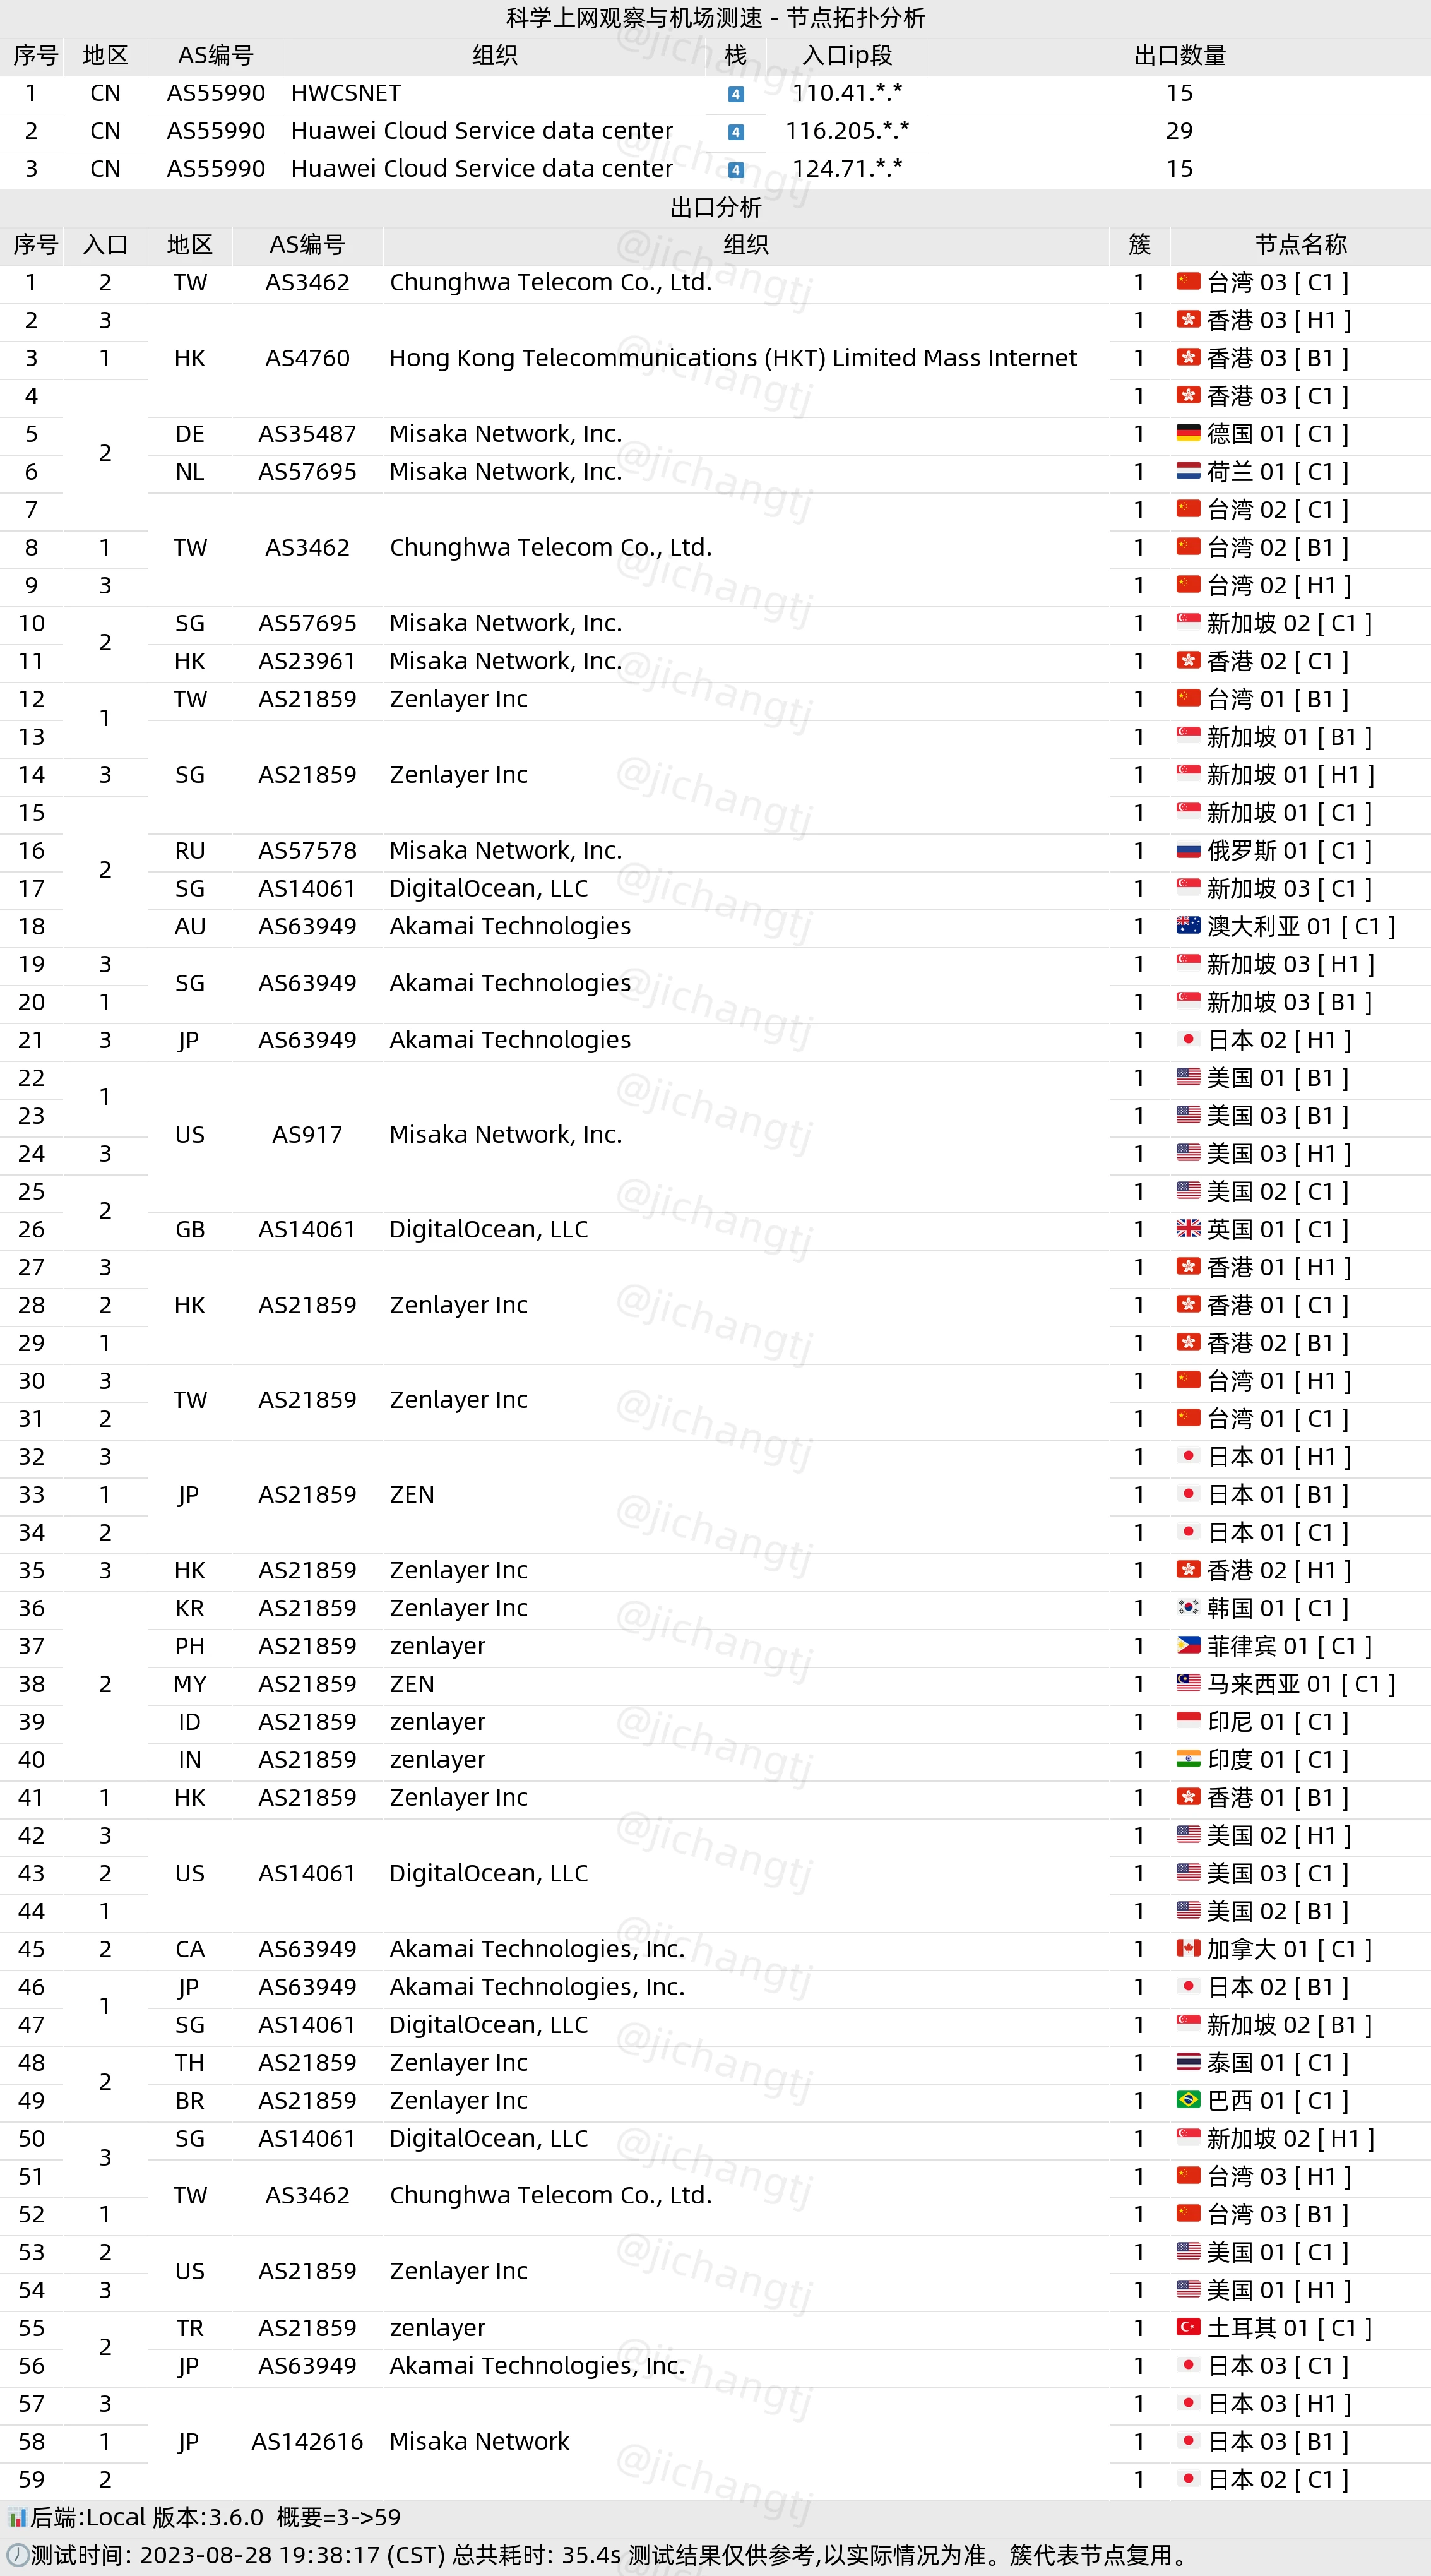 科学上网观察与机场测速 - 节点拓扑分析
序号 地区 AS编号 组织 栈 入口ip段 出口数量
1 CN AS55990 HWCSNET 4 110.41.*.* 15
2 CN AS55990 Huawei Cloud Service data center 4 116.205.*.* 29
3 CN AS55990 Huawei Cloud Service data center 4 124.71.*.* 15
出口分析
序号 入口 地区 AS编号 组织 簇 节点名称
1 2 TW AS3462 Chunghwa Telecom Co., Ltd. 1 台湾 03 [ C1 ]
2 3 1 香港 03 [ H1 ]
3 1 HK AS4760 Hong Kong Telecommunications (HKT) Limited Mass Internet 1 香港 03 [ B1 ]
4 1 香港 03 [ C1 ]
5 2 DE AS35487 Misaka Network, Inc. 1 德国 01 [ C1 ]
6 NL AS57695 Misaka Network, Inc. 1 荷兰 01 [ C1 ]
7 1 台湾 02 [ C1 ]
8 1 TW AS3462 Chunghwa Telecom Co., Ltd. 1 台湾 02 [ B1 ]
9 3 1 台湾 02 [ H1 ]
10 2 SG AS57695 Misaka Network, Inc. 1 新加坡 02 [ C1 ]
11 HK AS23961 Misaka Network, Inc. 1 香港 02 [ C1 ]
12 1 TW AS21859 Zenlayer Inc 1 台湾 01 [ B1 ]
13 1 新加坡 01 [ B1 ]
14 3 SG AS21859 Zenlayer Inc 1 新加坡 01 [ H1 ]
15 1 新加坡 01 [ C1 ]
16 2 RU AS57578 Misaka Network, Inc. 1 俄罗斯 01 [ C1 ]
17 SG AS14061 DigitalOcean, LLC 1 新加坡 03 [ C1 ]
18 AU AS63949 Akamai Technologies 1 澳大利亚 01 [ C1 ]
19 3 SG AS63949 Akamai Technologies 1 新加坡 03 [ H1 ]
20 1 1 新加坡 03 [ B1 ]
21 3 JP AS63949 Akamai Technologies 1 日本 02 [ H1 ]
22 1 1 美国 01 [ B1 ]
23 US AS917 Misaka Network, Inc. 1 美国 03 [ B1 ]
24 3 1 美国 03 [ H1 ]
25 2 1 美国 02 [ C1 ]
26 GB AS14061 DigitalOcean, LLC 1 英国 01 [ C1 ]
27 3 1 香港 01 [ H1 ]
28 2 HK AS21859 Zenlayer Inc 1 香港 01 [ C1 ]
29 1 1 香港 02 [ B1 ]
30 3 TW AS21859 Zenlayer Inc 1 台湾 01 [ H1 ]
31 2 1 台湾 01 [ C1 ]
32 3 1 日本 01 [ H1 ]
33 1 JP AS21859 ZEN 1 日本 01 [ B1 ]
34 2 1 日本 01 [ C1 ]
35 3 HK AS21859 Zenlayer Inc 1 香港 02 [ H1 ]
36 KR AS21859 Zenlayer Inc 1 韩国 01 [ C1 ]
37 PH AS21859 zenlayer 1 菲律宾 01 [ C1 ]
38 2 MY AS21859 ZEN 1 马来西亚 01 [ C1 ]
39 ID AS21859 zenlayer 1 印尼 01 [ C1 ]
40 IN AS21859 zenlayer 1 印度 01 [ C1 ]
41 1 HK AS21859 Zenlayer Inc 1 香港 01 [ B1 ]
42 3 1 美国 02 [ H1 ]
43 2 US AS14061 DigitalOcean, LLC 1 美国 03 [ C1 ]
44 1 1 美国 02 [ B1 ]
45 2 CA AS63949 Akamai Technologies, Inc. 1 加拿大 01 [ C1 ]
46 1 JP AS63949 Akamai Technologies, Inc. 1 日本 02 [ B1 ]
47 SG AS14061 DigitalOcean, LLC 1 新加坡 02 [ B1 ]
48 2 TH AS21859 Zenlayer Inc 1 泰国 01 [ C1 ]
49 BR AS21859 Zenlayer Inc 1 巴西 01 [ C1 ]
50 3 SG AS14061 DigitalOcean, LLC 1 新加坡 02 [ H1 ]
51 TW AS3462 Chunghwa Telecom Co., Ltd. 1 台湾 03 [ H1 ]
52 1 1 台湾 03 [ B1 ]
53 2 US AS21859 Zenlayer Inc 1 美国 01 [ C1 ]
54 3 1 美国 01 [ H1 ]
55 2 TR AS21859 zenlayer 1 土耳其 01 [ C1 ]
56 JP AS63949 Akamai Technologies, Inc. 1 日本 03 [ C1 ]
57 3 1 日本 03 [ H1 ]
58 1 JP AS142616 Misaka Network 1 日本 03 [ B1 ]
59 2 1 日本 02 [ C1 ]
后端:Local 版本:3.6.0 概要=3->59
测试时间: 2023-08-28 19:38:17 (CST) 总共耗时: 35.4s 测试结果仅供参考,以实际情况为准。簇代表节点复用。
@jichangtj